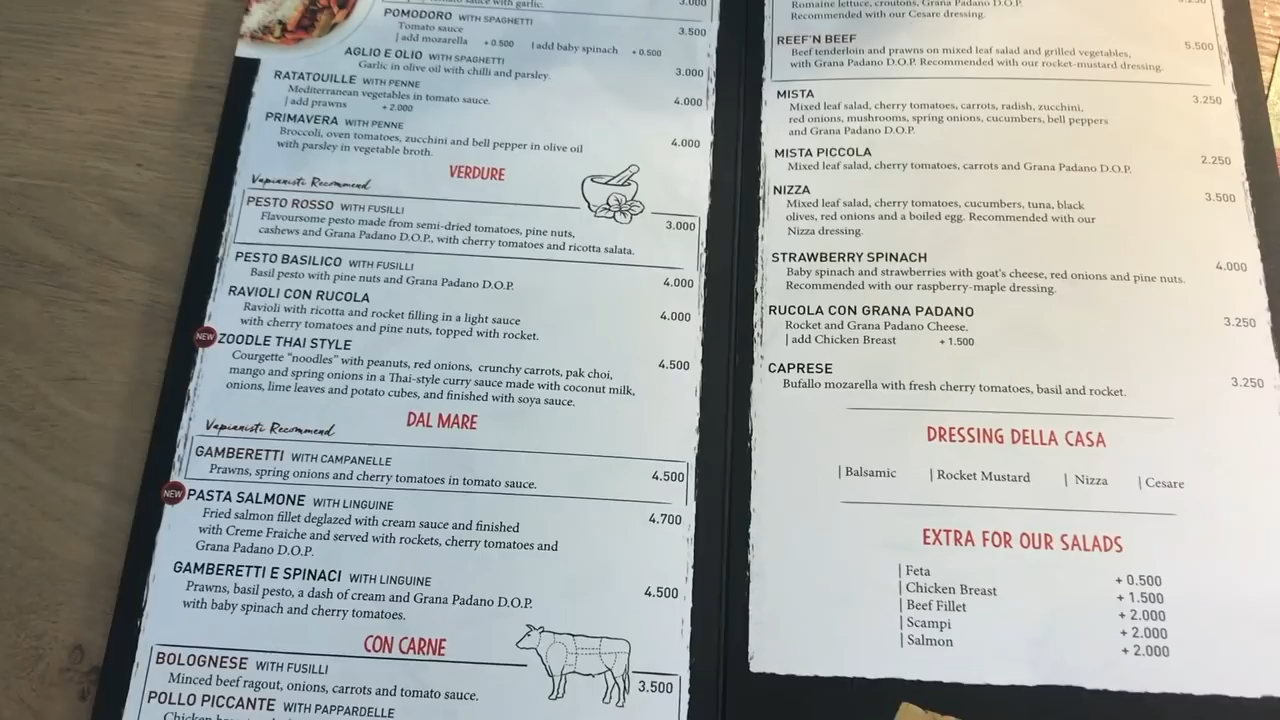 tomato sauce with garlic.
3.000
POMODORO WITH SPAGHETTI
3.500
Tomato sauce
| add mozarella + 0.500 | add baby spinach + 0.500
AGLIO E OLIO WITH SPAGHETTI
3.000
Garlic in olive oil with chilli and parsley.
RATATOUILLE WITH PENNE
4.000
Mediterranean vegetables in tomato sauce.
| add prawns + 2.000
PRIMAVERA WITH PENNE
4.000
Broccoli, oven tomatoes, zucchini and bell pepper in olive oil
with parsley in vegetable broth.
VERDURE
Vapianisti Recommend
PESTO ROSSO WITH FUSILLI
3.000
Flavoursome pesto made from semi-dried tomatoes, pine nuts,
cashews and Grana Padano D.O.P., with cherry tomatoes and ricotta salata.
PESTO BASILICO WITH FUSILLI
4.000
Basil pesto with pine nuts and Grana Padano D.O.P.
RAVIOLI CON RUCOLA
4.000
Ravioli with ricotta and rocket filling in a light sauce
with cherry tomatoes and pine nuts, topped with rocket.
NEW ZOODLE THAI STYLE
4.500
Courgette “noodles” with peanuts, red onions, crunchy carrots, pak choi,
mango and spring onions in a Thai-style curry sauce made with coconut milk,
onions, lime leaves and potato cubes, and finished with soya sauce.
DAL MARE
Vapianisti Recommend
GAMBERETTI WITH CAMPANELLE
4.500
Prawns, spring onions and cherry tomatoes in tomato sauce.
NEW PASTA SALMONE WITH LINGUINE
4.700
Fried salmon fillet deglazed with cream sauce and finished
with Creme Fraiche and served with rockets, cherry tomatoes and
Grana Padano D.O.P.
GAMBERETTI E SPINACI WITH LINGUINE
4.500
Prawns, basil pesto, a dash of cream and Grana Padano D.O.P.
with baby spinach and cherry tomatoes.
CON CARNE
BOLOGNESE WITH FUSILLI
3.500
Minced beef ragout, onions, carrots and tomato sauce.
POLLO PICCANTE WITH PAPPARDELLE
Chicken
Romaine lettuce, croutons, Grana Padano D.O.P.
Recommended with our Cesare dressing.
REEF'N BEEF
5.500
Beef tenderloin and prawns on mixed leaf salad and grilled vegetables,
with Grana Padano D.O.P. Recommended with our rocket-mustard dressing.
MISTA
3.250
Mixed leaf salad, cherry tomatoes, carrots, radish, zucchini,
red onions, mushrooms, spring onions, cucumbers, bell peppers
and Grana Padano D.O.P.
MISTA PICCOLA
2.250
Mixed leaf salad, cherry tomatoes, carrots and Grana Padano D.O.P.
NIZZA
3.500
Mixed leaf salad, cherry tomatoes, cucumbers, tuna, black
olives, red onions and a boiled egg. Recommended with our
Nizza dressing.
STRAWBERRY SPINACH
4.000
Baby spinach and strawberries with goat's cheese, red onions and pine nuts.
Recommended with our raspberry-maple dressing.
RUCOLA CON GRANA PADANO
3.250
Rocket and Grana Padano Cheese.
| add Chicken Breast + 1.500
CAPRESE
3.250
Bufallo mozarella with fresh cherry tomatoes, basil and rocket.
DRESSING DELLA CASA
| Balsamic | Rocket Mustard | Nizza | Cesare
EXTRA FOR OUR SALADS
| Feta + 0.500
| Chicken Breast + 1.500
| Beef Fillet + 2.000
| Scampi + 2.000
| Salmon + 2.000